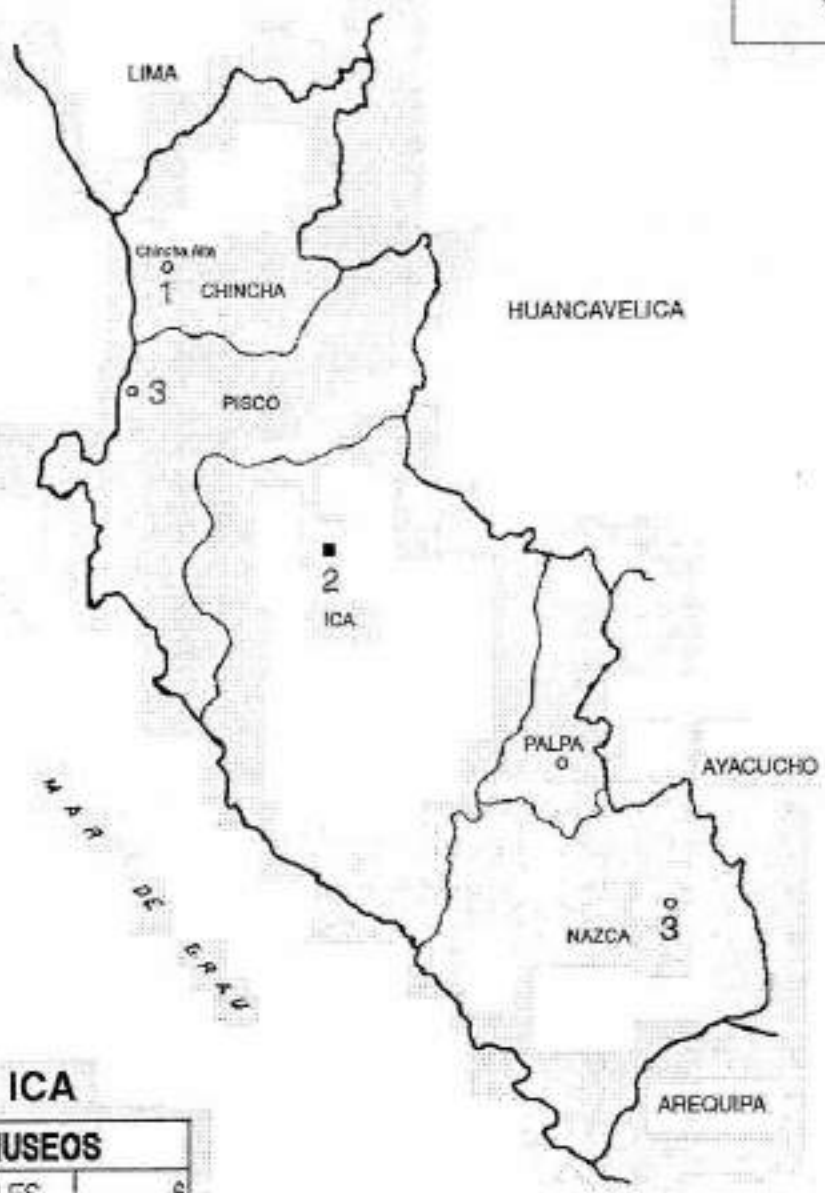 LIMA
Chincha Alta
1 CHINCHA
HUANCAVELICA
3
PISCO
2
ICA
PALPA
AYACUCHO
MAR DE GRAU
NAZCA 3
ICA
AREQUIPA